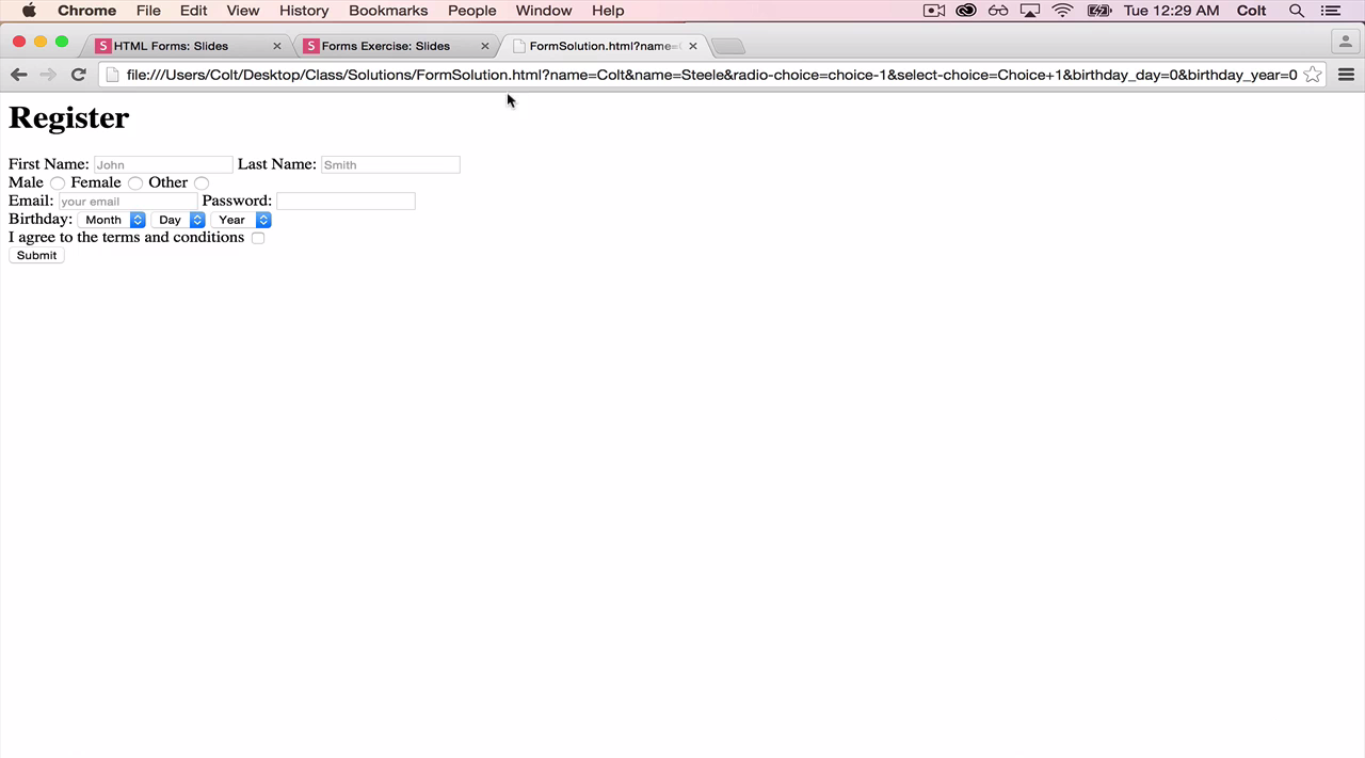 Chrome File Edit View History Bookmarks People Window Help Tue 12:29 AM Colt
HTML Forms: Slides Forms Exercise: Slides FormSolution.html?name=
file:///Users/Colt/Desktop/Class/Solutions/FormSolution.html?name=Colt&name=Steele&radio-choice=choice-1&select-choice=Choice+1&birthday_day=0&birthday_year=0
Register
First Name: John Last Name: Smith
Male Female Other
Email: your email Password:
Birthday: Month Day Year
I agree to the terms and conditions
Submit